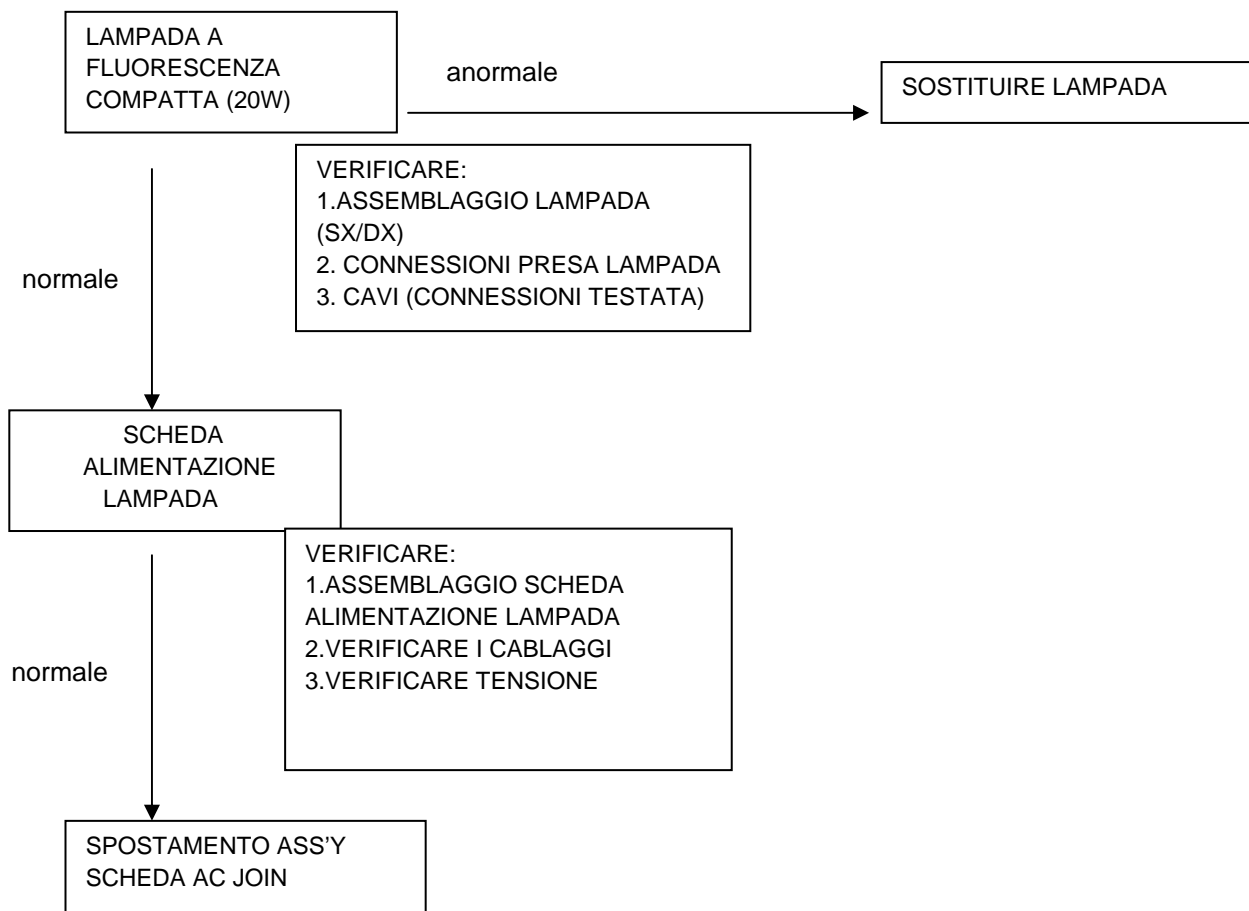 LAMPADA A
FLUORESCENZA
COMPATTA (20W)
anormale
SOSTITUIRE LAMPADA
VERIFICARE:
1.ASSEMBLAGGIO LAMPADA
(SX/DX)
2. CONNESSIONI PRESA LAMPADA
3. CAVI (CONNESSIONI TESTATA)
normale
SCHEDA
ALIMENTAZIONE
LAMPADA
VERIFICARE:
1.ASSEMBLAGGIO SCHEDA
ALIMENTAZIONE LAMPADA
2.VERIFICARE I CABLAGGI
3.VERIFICARE TENSIONE
normale
SPOSTAMENTO ASS’Y
SCHEDA AC JOIN